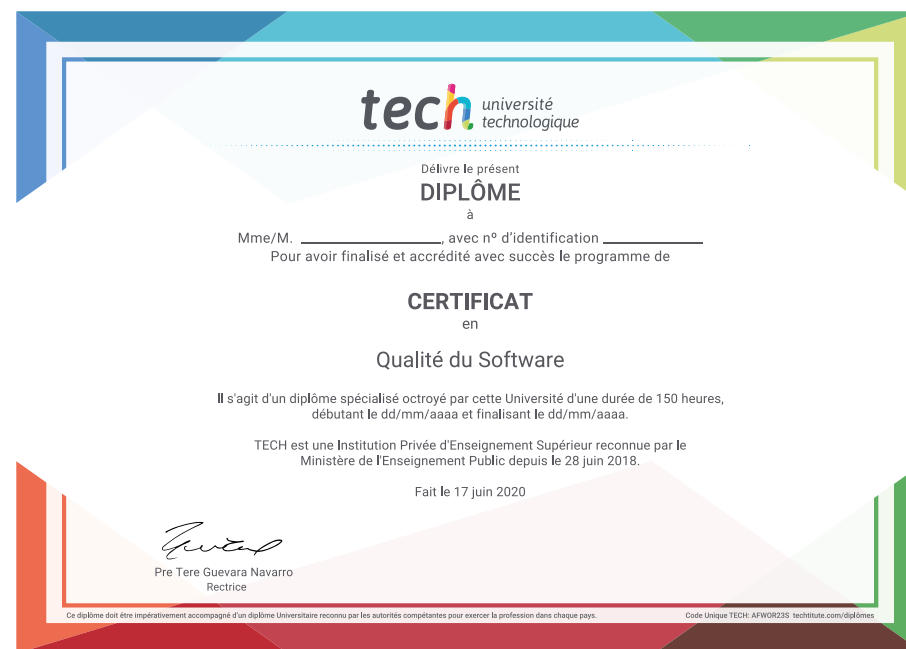 tech université
technologique
Délivre le présent
DIPLÔME
à
Mme/M. ____________________, avec nº d'identification ______________
Pour avoir finalisé et accrédité avec succès le programme de
CERTIFICAT
en
Qualité du Software
Il s'agit d'un diplôme spécialisé octroyé par cette Université d'une durée de 150 heures,
débutant le dd/mm/aaaa et finalisant le dd/mm/aaaa.
TECH est une Institution Privée d'Enseignement Supérieur reconnue par le
Ministère de l'Enseignement Public depuis le 28 juin 2018.
Fait le 17 juin 2020
Pre Tere Guevara Navarro
Rectrice
Ce diplôme doit être impérativement accompagné d'un diplôme Universitaire reconnu par les autorités compétantes pour exercer la profession dans chaque pays. Code Unique TECH: AFWOR23S techtitute.com/diplômes